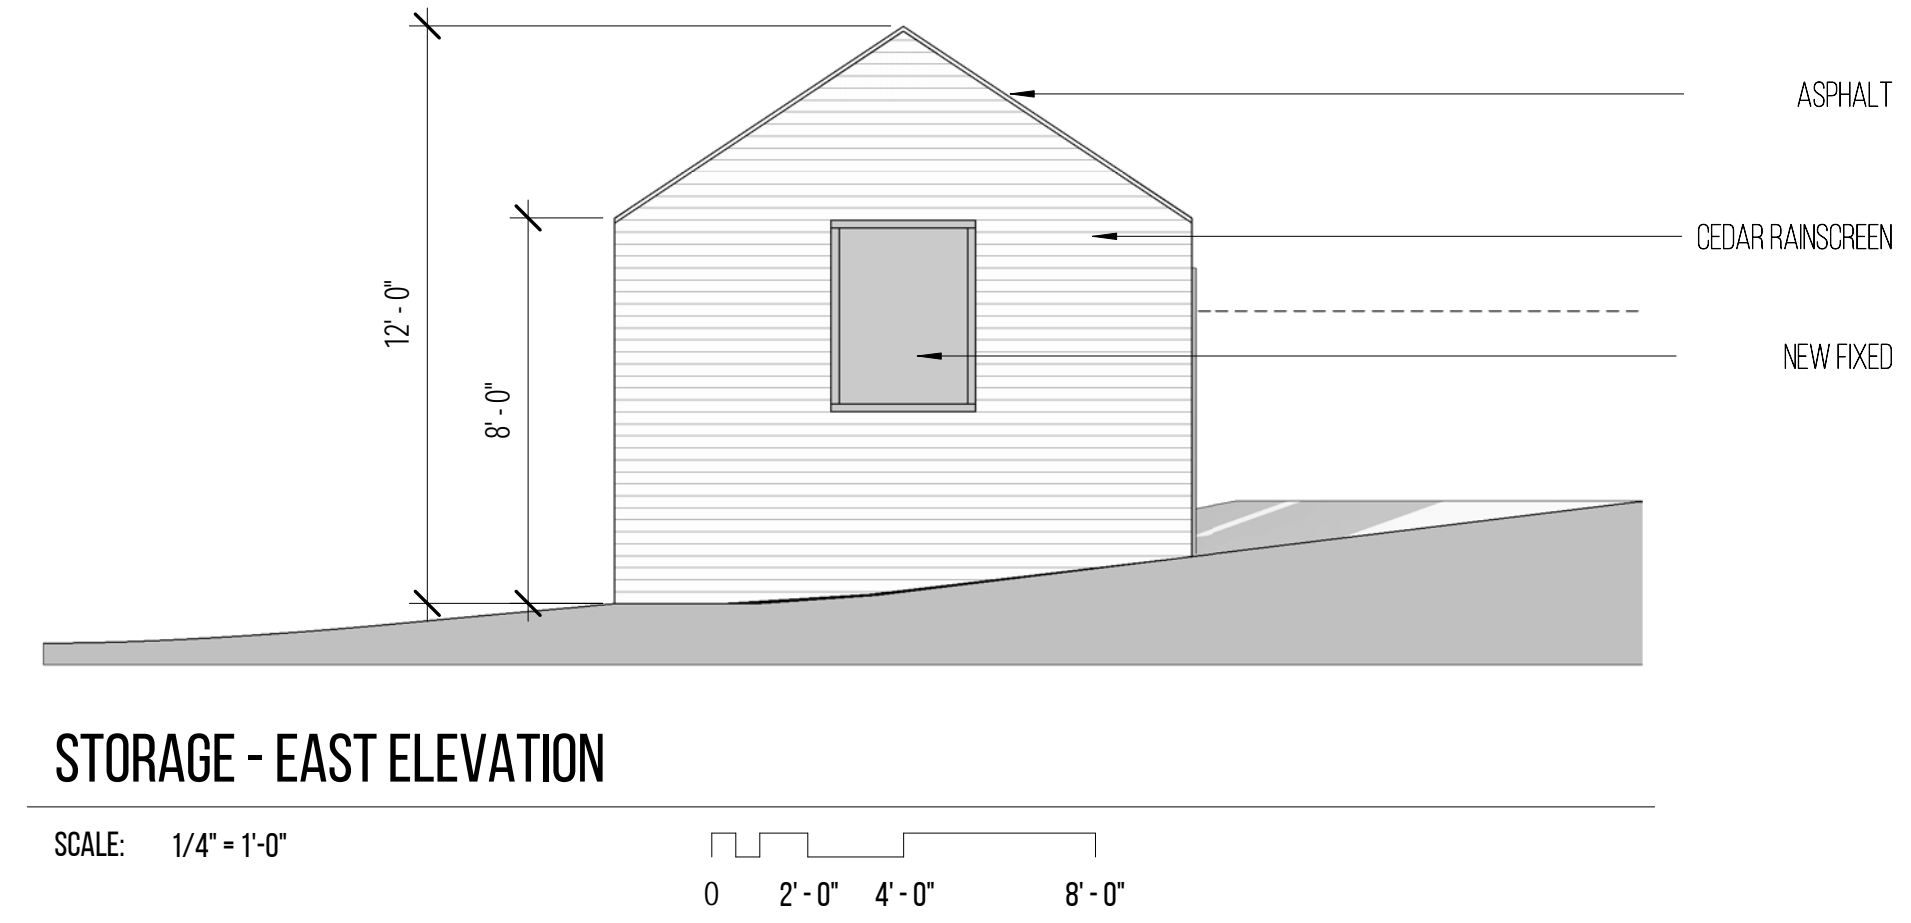 ASPHALT
CEDAR RAINSCREEN
12' - 0"
NEW FIXED
8' - 0"
STORAGE - EAST ELEVATION
SCALE: 1/4" = 1'-0"
0 2' - 0" 4' - 0" 8' - 0"